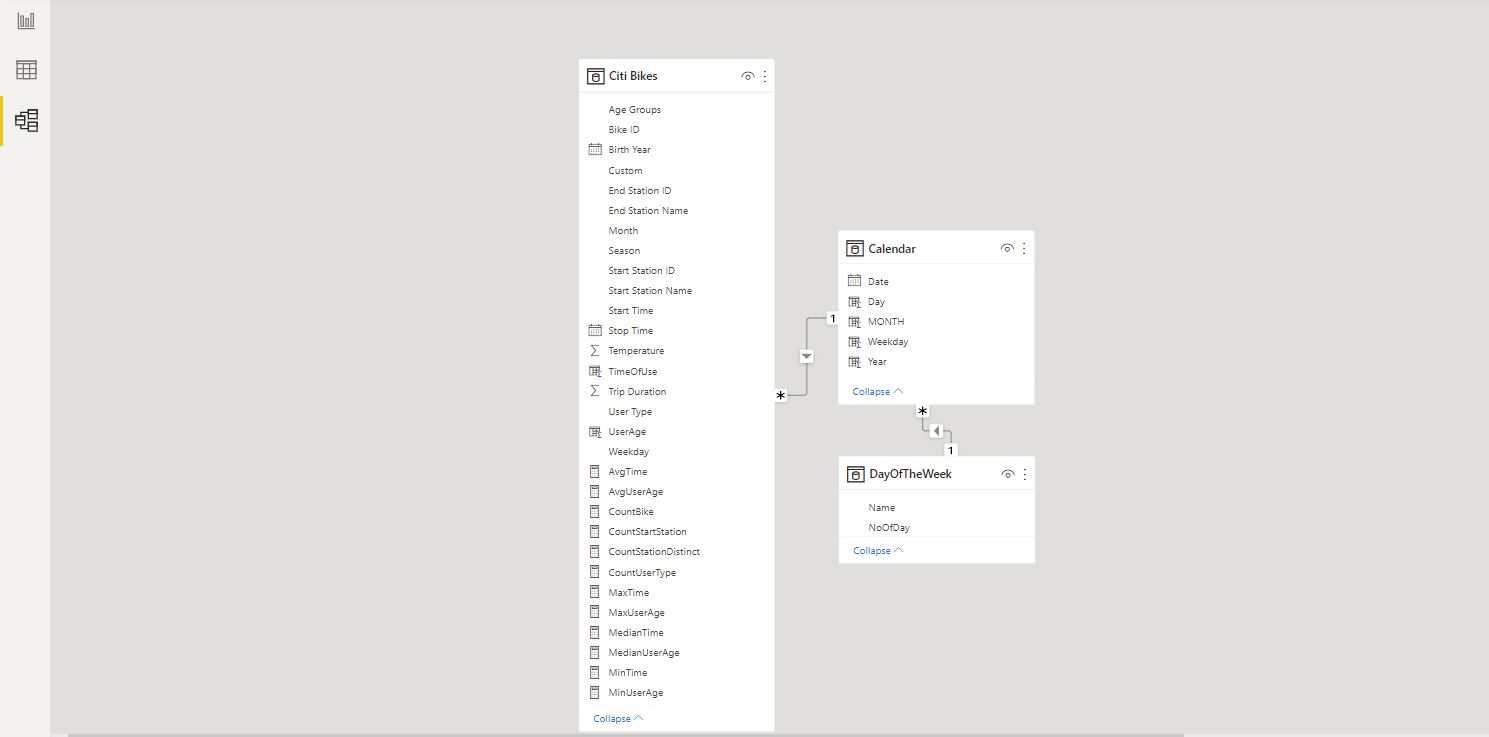 Citi Bikes
Age Groups
Bike ID
Birth Year
Custom
End Station ID
End Station Name
Month
Season
Start Station ID
Start Station Name
Start Time
Stop Time
Temperature
TimeOfUse
Trip Duration
User Type
UserAge
Weekday
AvgTime
AvgUserAge
CountBike
CountStartStation
CountStationDistinct
CountUserType
MaxTime
MaxUserAge
MedianTime
MedianUserAge
MinTime
MinUserAge
Collapse
*
1
Calendar
Date
Day
MONTH
Weekday
Year
Collapse
*
1
DayOfTheWeek
Name
NoOfDay
Collapse